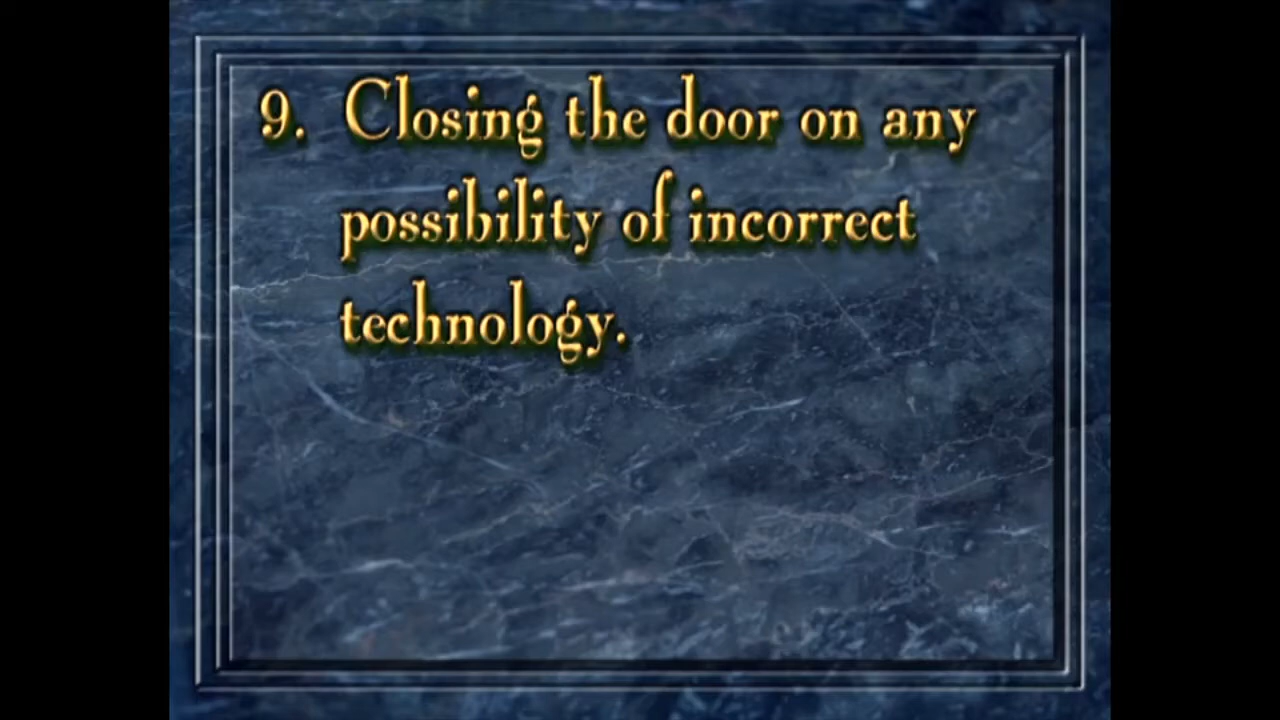 9. Closing the door on any
possibility of incorrect
technology.